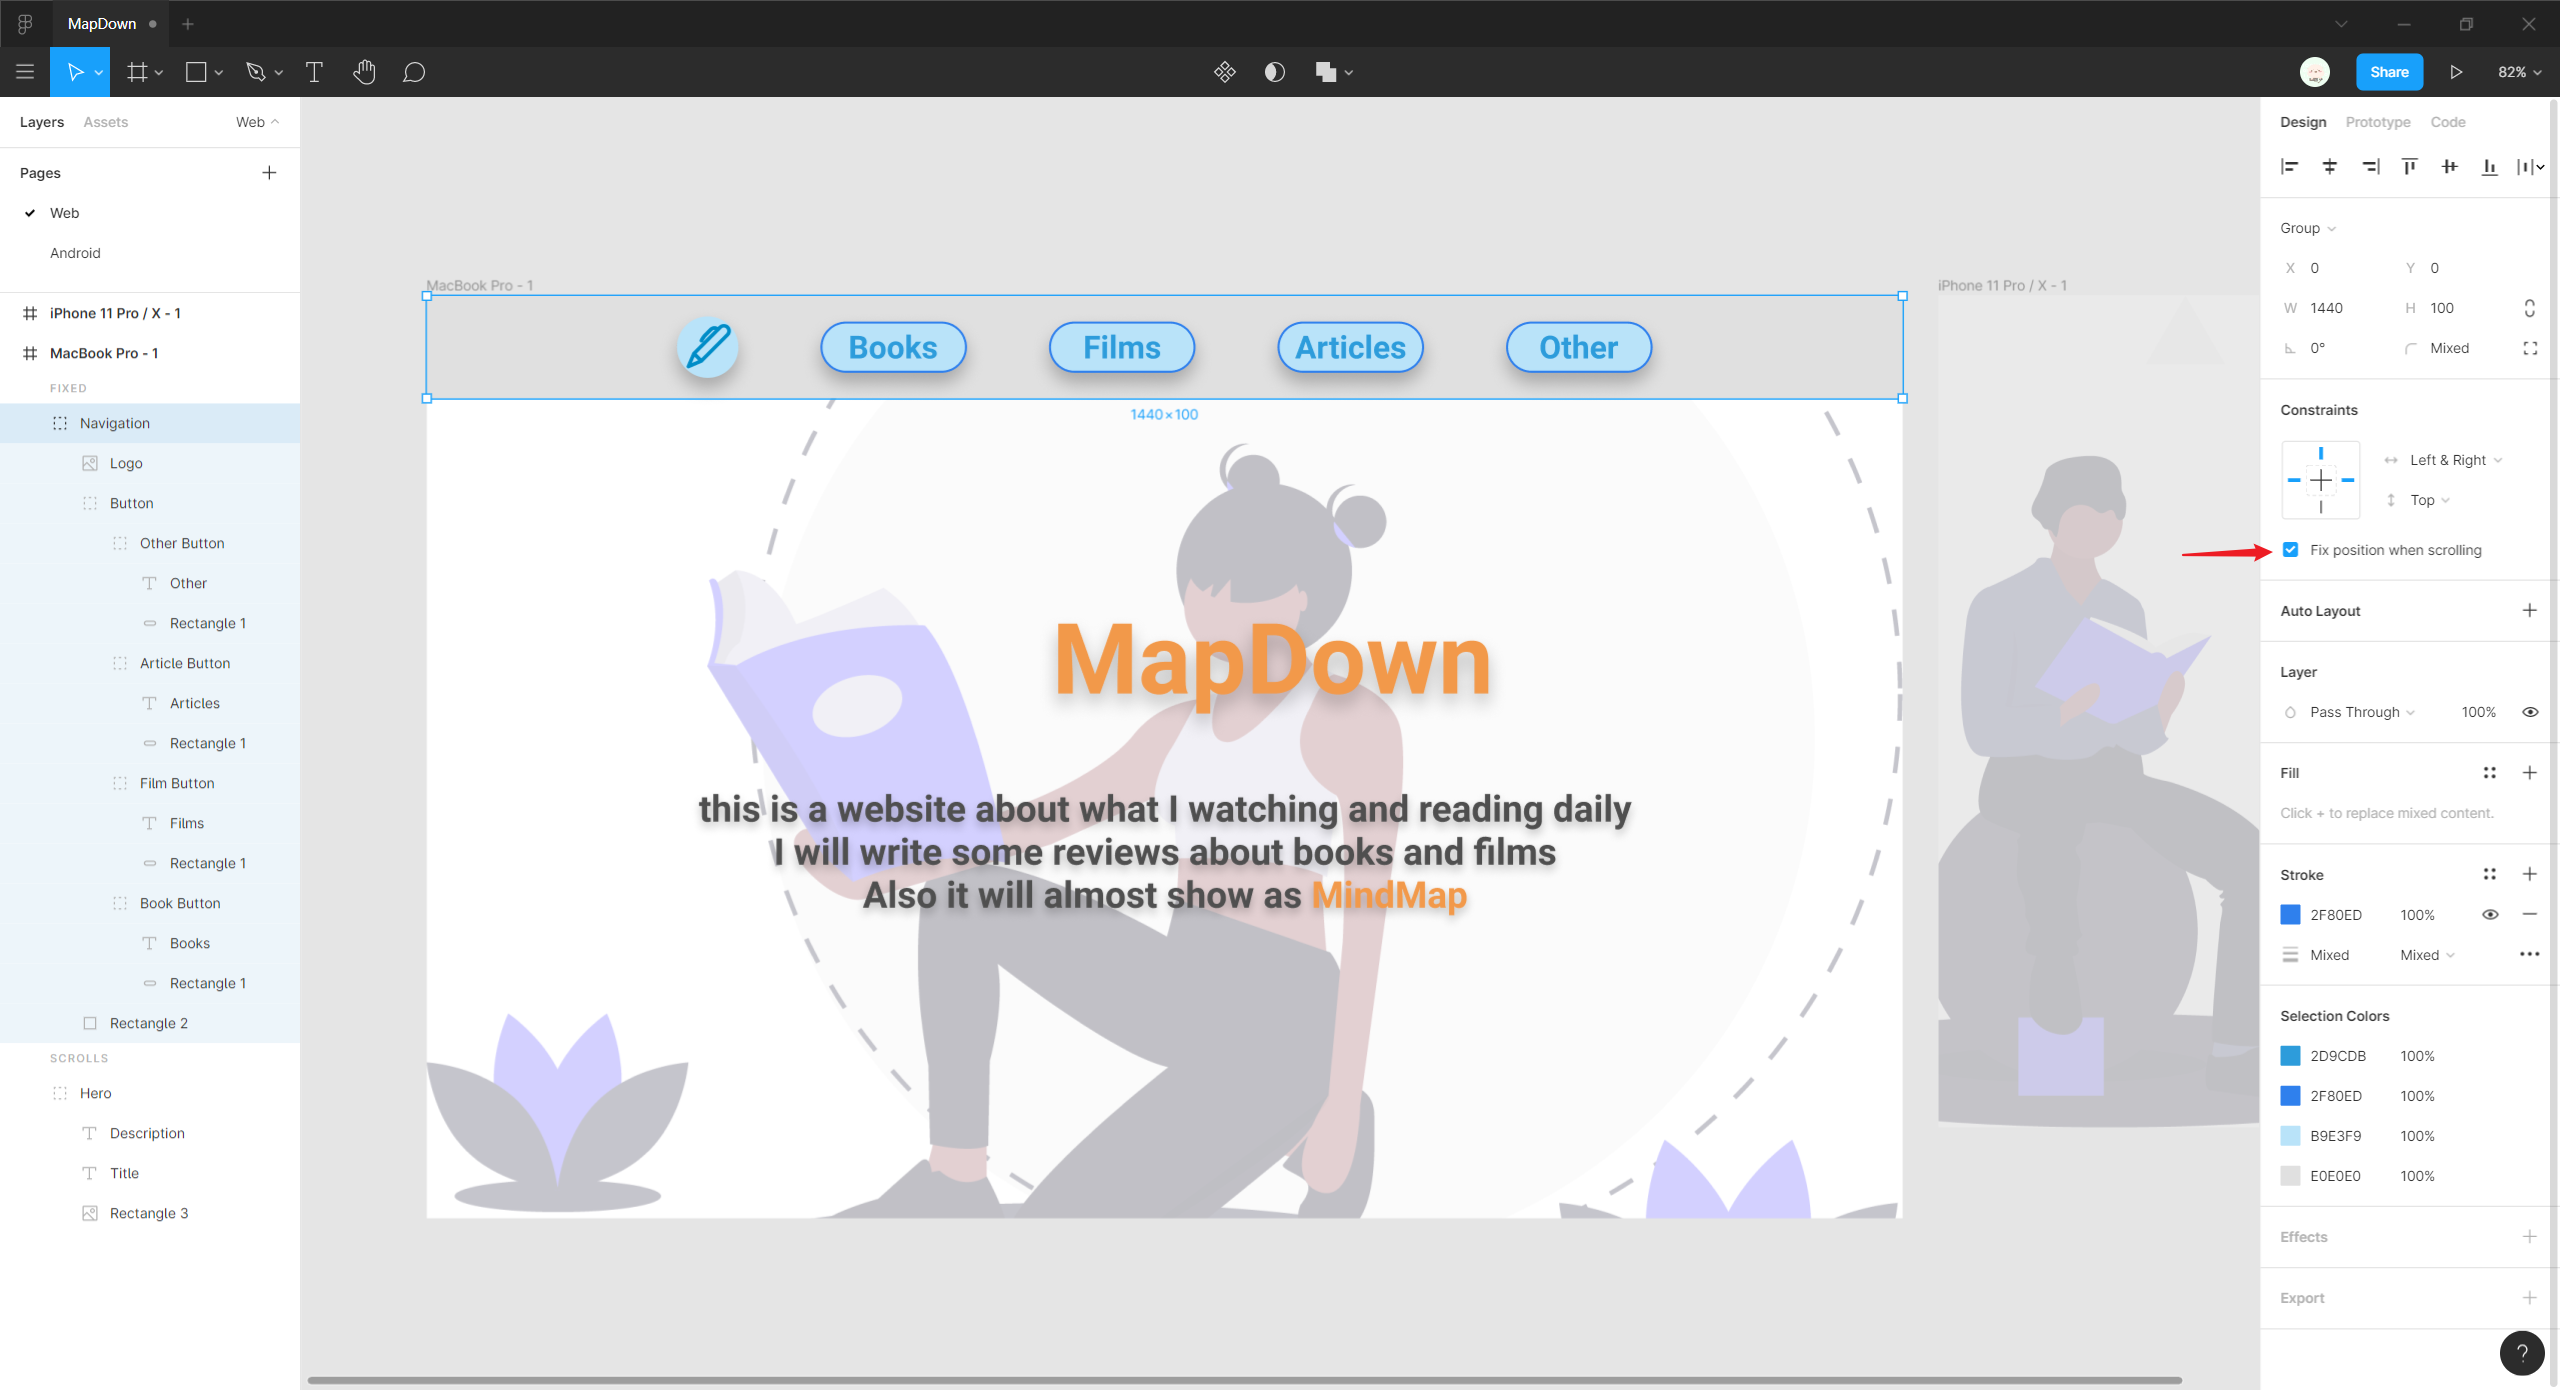 MapDown
Share
82%
Layers
Assets
Web
Pages
Web
Android
iPhone 11 Pro / X - 1
MacBook Pro - 1
FIXED
Navigation
Logo
Button
Other Button
Other
Rectangle 1
Article Button
Articles
Rectangle 1
Film Button
Films
Rectangle 1
Book Button
Books
Rectangle 1
Rectangle 2
SCROLLS
Hero
Description
Title
Rectangle 3
MacBook Pro - 1
Books
Films
Articles
Other
1440 × 100
MapDown
this is a website about what I watching and reading daily
I will write some reviews about books and films
Also it will almost show as MindMap
iPhone 11 Pro / X - 1
Design
Prototype
Code
Group
X 0
Y 0
W 1440
H 100
0°
Mixed
Constraints
Left & Right
Top
Fix position when scrolling
Auto Layout
Layer
Pass Through
100%
Fill
Click + to replace mixed content.
Stroke
2F80ED 100%
Mixed
Mixed
Selection Colors
2D9CDB 100%
2F80ED 100%
B9E3F9 100%
E0E0E0 100%
Effects
Export
?